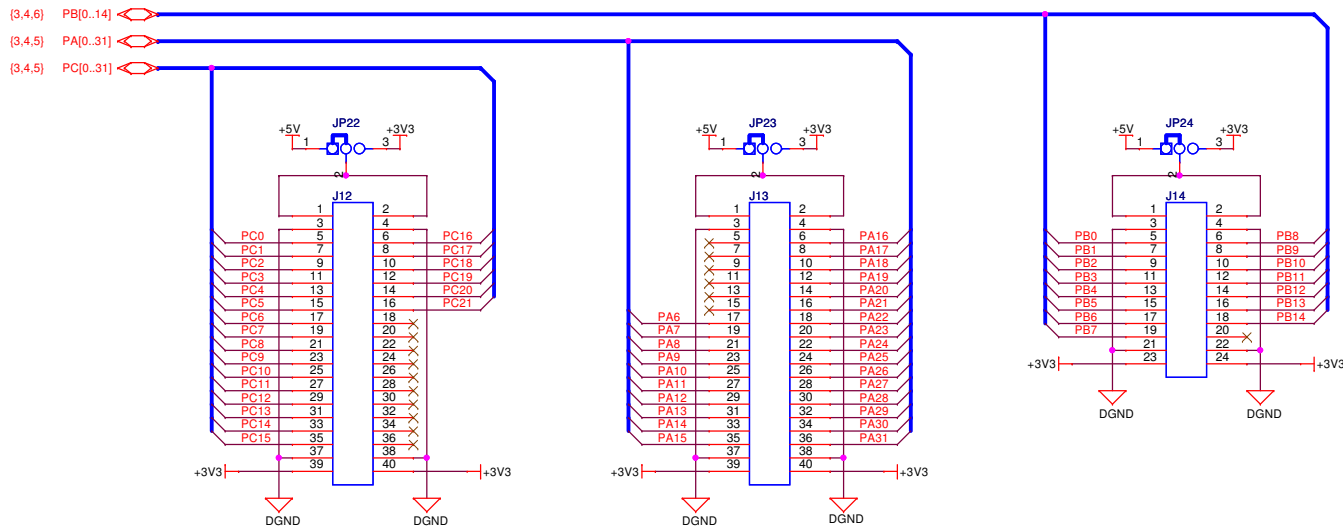 {3,4,6} PB[0..14]
{3,4,5} PA[0..31]
{3,4,5} PC[0..31]
JP22
+5V 1 3 +3V3
2
J12
1 2
3 4
PC0 5 6 PC16
PC1 7 8 PC17
PC2 9 10 PC18
PC3 11 12 PC19
PC4 13 14 PC20
PC5 15 16 PC21
PC6 17 18
PC7 19 20
PC8 21 22
PC9 23 24
PC10 25 26
PC11 27 28
PC12 29 30
PC13 31 32
PC14 33 34
PC15 35 36
37 38
+3V3 39 40 +3V3
DGND DGND
JP23
+5V 1 3 +3V3
2
J13
1 2
3 4
5 6 PA16
7 8 PA17
9 10 PA18
11 12 PA19
13 14 PA20
15 16 PA21
PA6 17 18 PA22
PA7 19 20 PA23
PA8 21 22 PA24
PA9 23 24 PA25
PA10 25 26 PA26
PA11 27 28 PA27
PA12 29 30 PA28
PA13 31 32 PA29
PA14 33 34 PA30
PA15 35 36 PA31
37 38
+3V3 39 40 +3V3
DGND DGND
JP24
+5V 1 3 +3V3
2
J14
1 2
3 4
PB0 5 6 PB8
PB1 7 8 PB9
PB2 9 10 PB10
PB3 11 12 PB11
PB4 13 14 PB12
PB5 15 16 PB13
PB6 17 18 PB14
PB7 19 20
21 22
+3V3 23 24 +3V3
DGND DGND